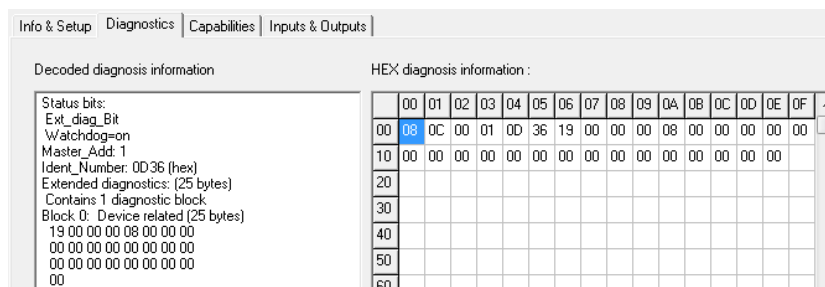 Info & Setup Diagnostics Capabilities Inputs & Outputs
Decoded diagnosis information
HEX diagnosis information :
Status bits:
Ext_diag_Bit
Watchdog=on
Master_Add: 1
Ident_Number: 0D36 (hex)
Extended diagnostics: (25 bytes)
Contains 1 diagnostic block
Block 0: Device related (25 bytes)
19 00 00 00 08 00 00 00
00 00 00 00 00 00 00 00
00 00 00 00 00 00 00 00
00
00 01 02 03 04 05 06 07 08 09 0A 0B 0C 0D 0E 0F
00 08 0C 00 01 0D 36 19 00 00 00 08 00 00 00 00 00
10 00 00 00 00 00 00 00 00 00 00 00 00 00 00 00
20
30
40
50
60